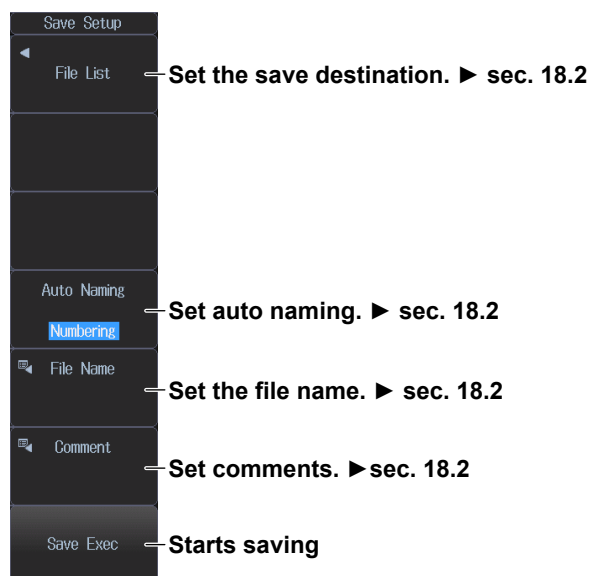 Save Setup
File List
Set the save destination. ► sec. 18.2
Auto Naming
Numbering
Set auto naming. ► sec. 18.2
File Name
Set the file name. ► sec. 18.2
Comment
Set comments. ►sec. 18.2
Save Exec
Starts saving